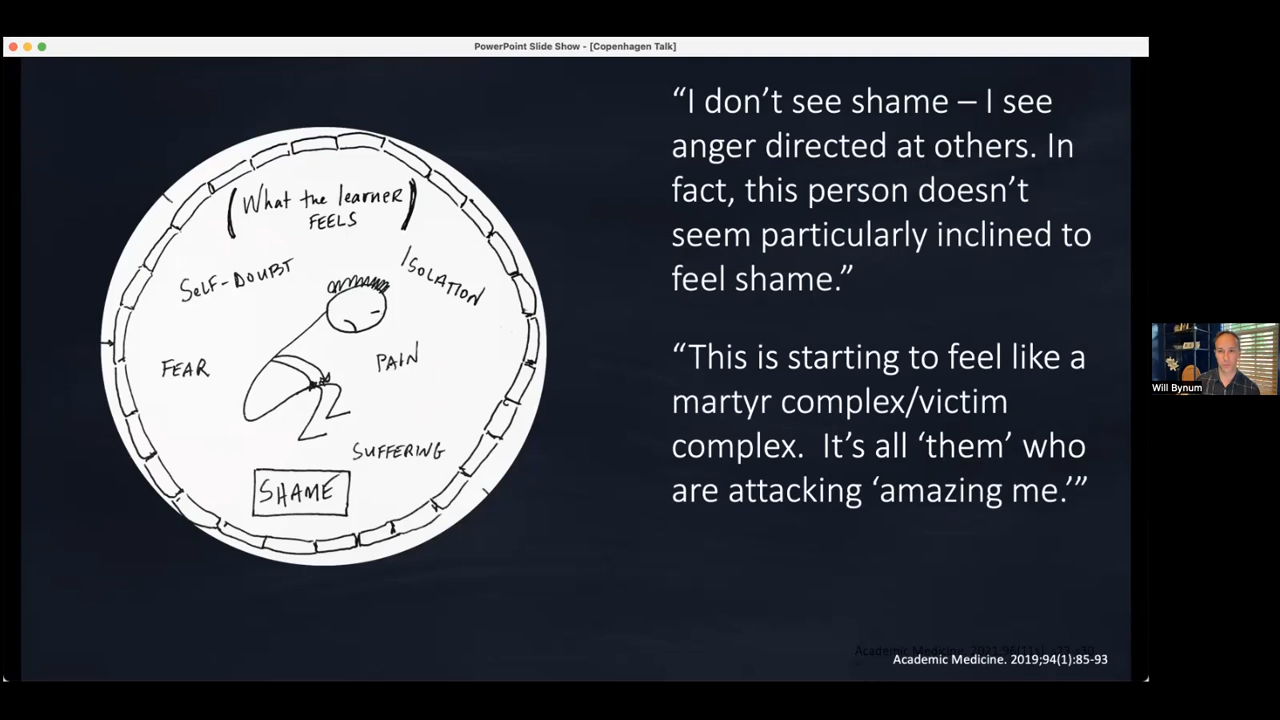 PowerPoint Slide Show - [Copenhagen Talk]
(What the learner
FEELS)
SELF-DOUBT
ISOLATION
FEAR
PAIN
SUFFERING
SHAME
“I don’t see shame – I see
anger directed at others. In
fact, this person doesn’t
seem particularly inclined to
feel shame.”
“This is starting to feel like a
martyr complex/victim
complex.  It’s all ‘them’ who
are attacking ‘amazing me.’”
Academic Medicine. 2019;94(1):85-93
Will Bynum